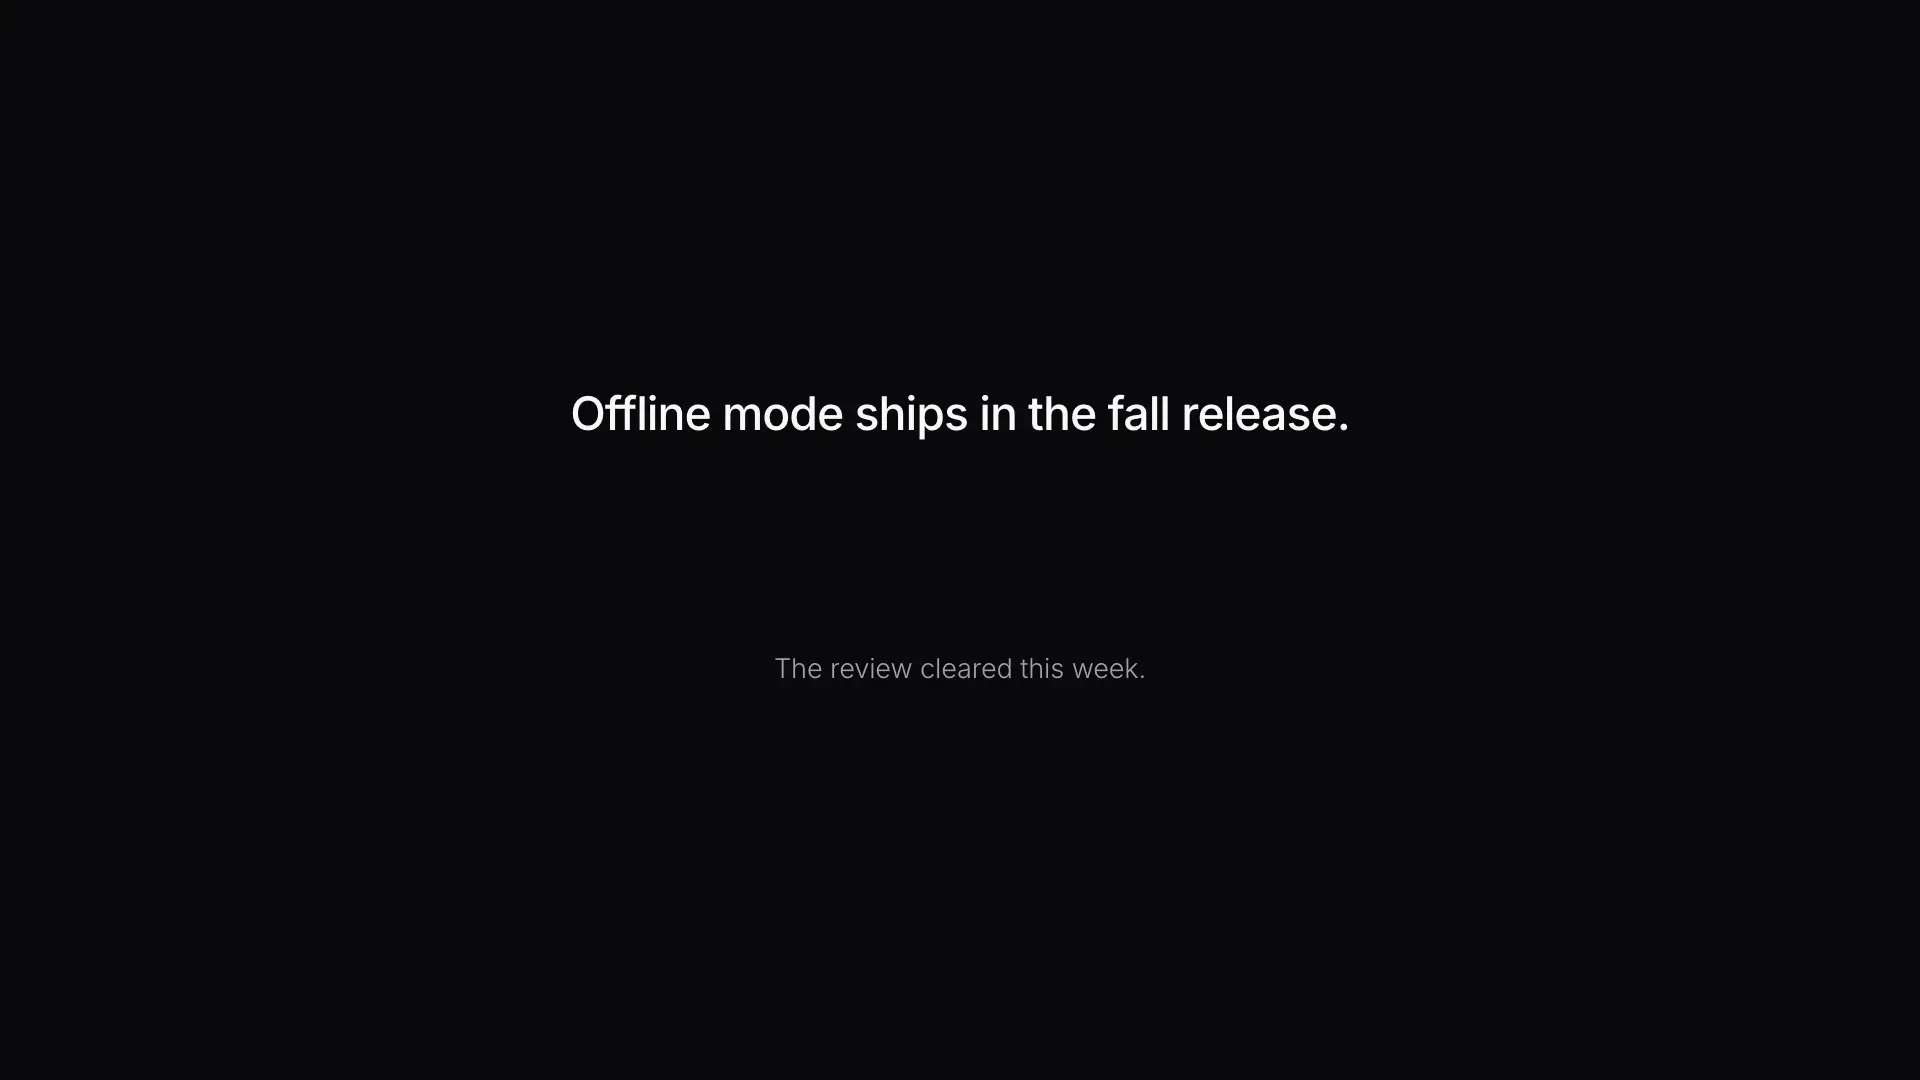 Offline mode ships in the fall release.
The review cleared this week.